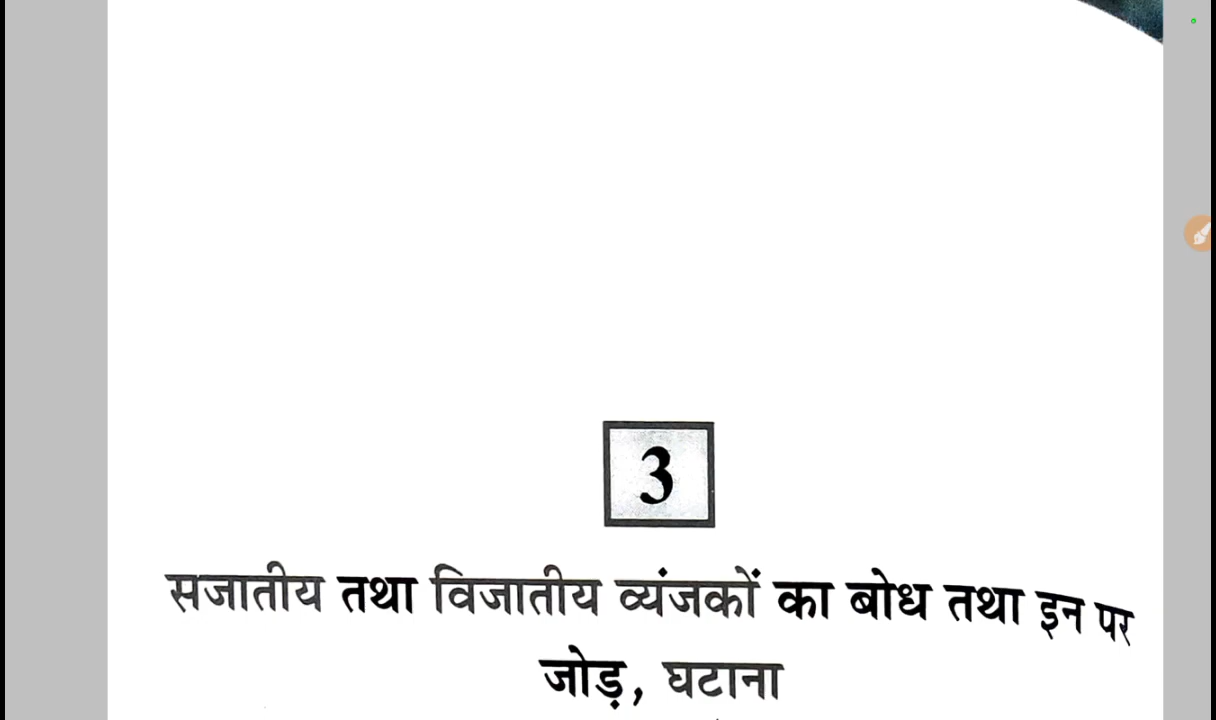 3
सजातीय तथा विजातीय व्यंजकों का बोध तथा इन पर
जोड़, घटाना